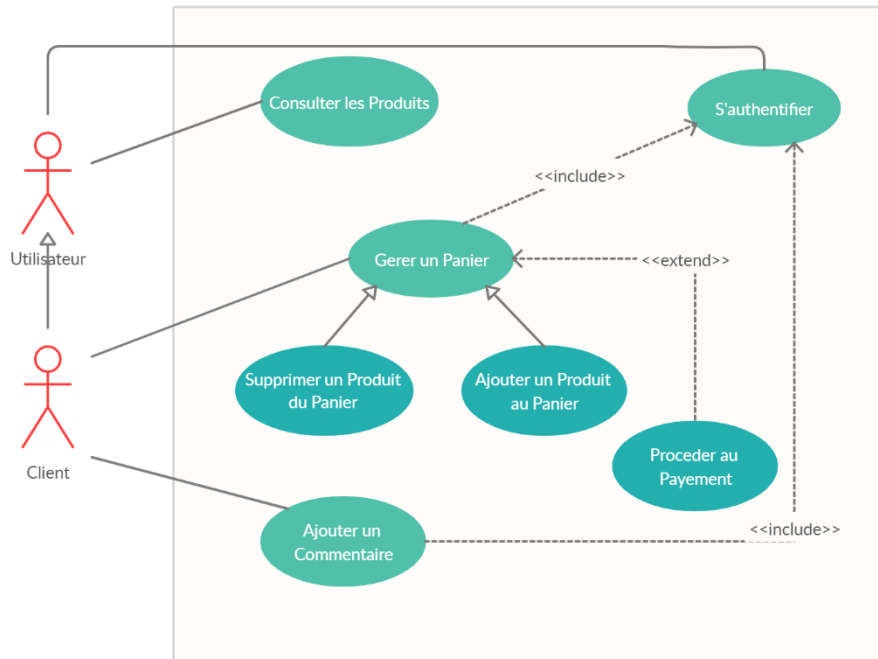 Consulter les Produits
S'authentifier
<<include>>
Utilisateur
Gerer un Panier
<<extend>>
Supprimer un Produit
du Panier
Ajouter un Produit
au Panier
Proceder au
Payement
Client
Ajouter un
Commentaire
<<include>>